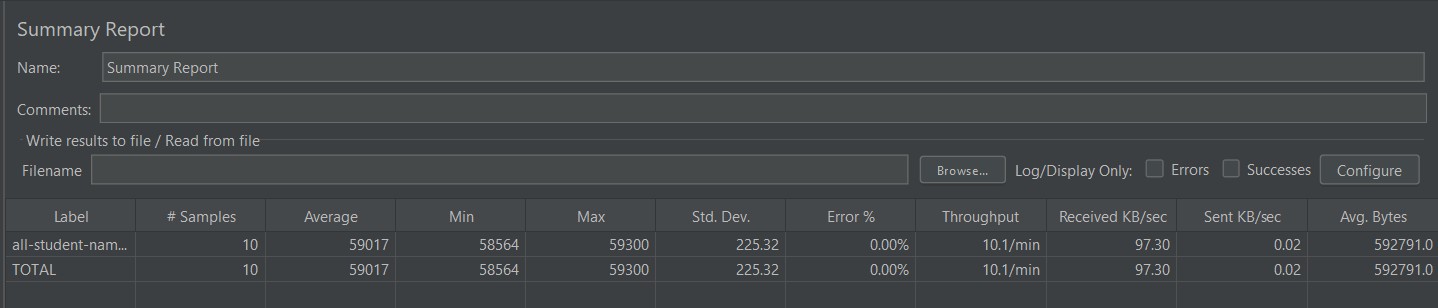 Summary Report
Name: Summary Report
Comments:
Write results to file / Read from file
Filename Browse... Log/Display Only: Errors Successes Configure
Label # Samples Average Min Max Std. Dev. Error % Throughput Received KB/sec Sent KB/sec Avg. Bytes
all-student-nam... 10 59017 58564 59300 225.32 0.00% 10.1/min 97.30 0.02 592791.0
TOTAL 10 59017 58564 59300 225.32 0.00% 10.1/min 97.30 0.02 592791.0